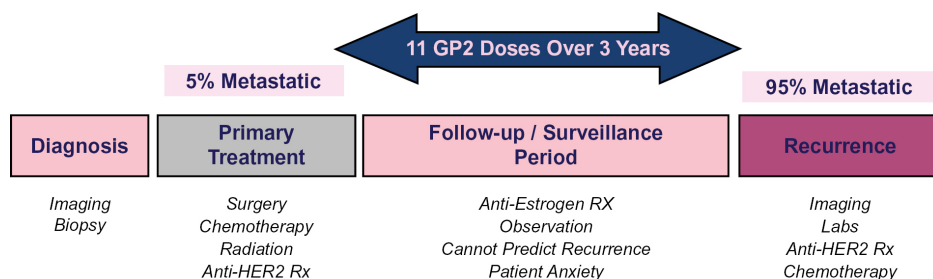 11 GP2 Doses Over 3 Years
5% Metastatic
95% Metastatic
Diagnosis
Primary
Treatment
Follow-up / Surveillance
Period
Recurrence
Imaging
Biopsy
Surgery
Chemotherapy
Radiation
Anti-HER2 Rx
Anti-Estrogen RX
Observation
Cannot Predict Recurrence
Patient Anxiety
Imaging
Labs
Anti-HER2 Rx
Chemotherapy